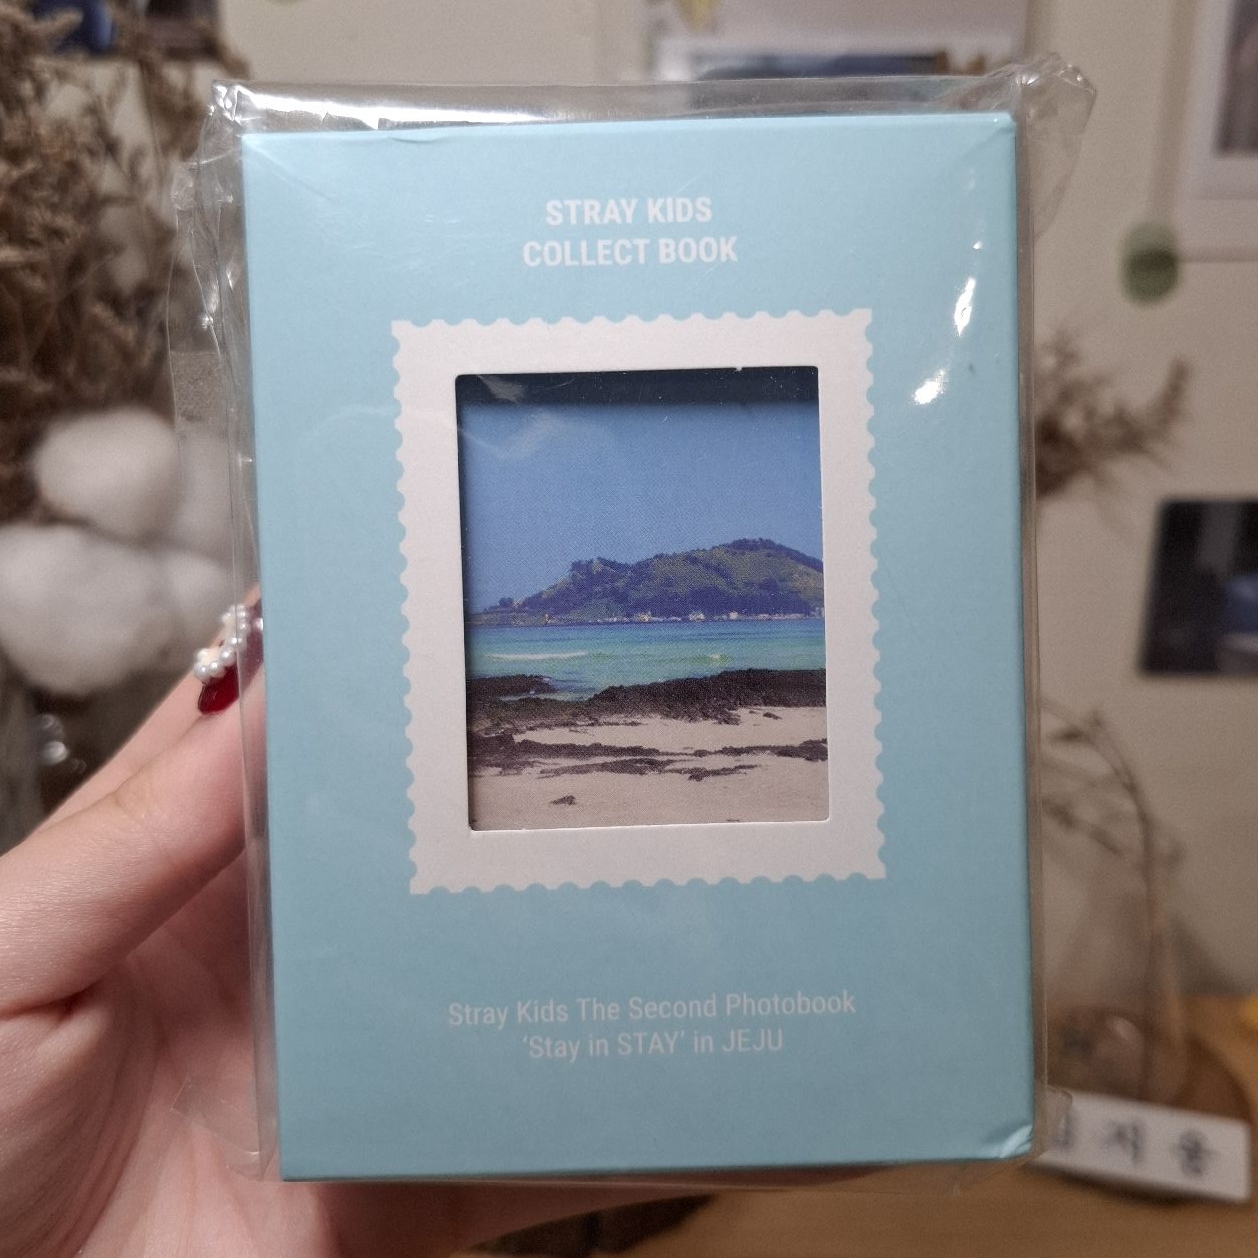 STRAY KIDS
COLLECT BOOK
Stray Kids The Second Photobook
'Stay in STAY' in JEJU